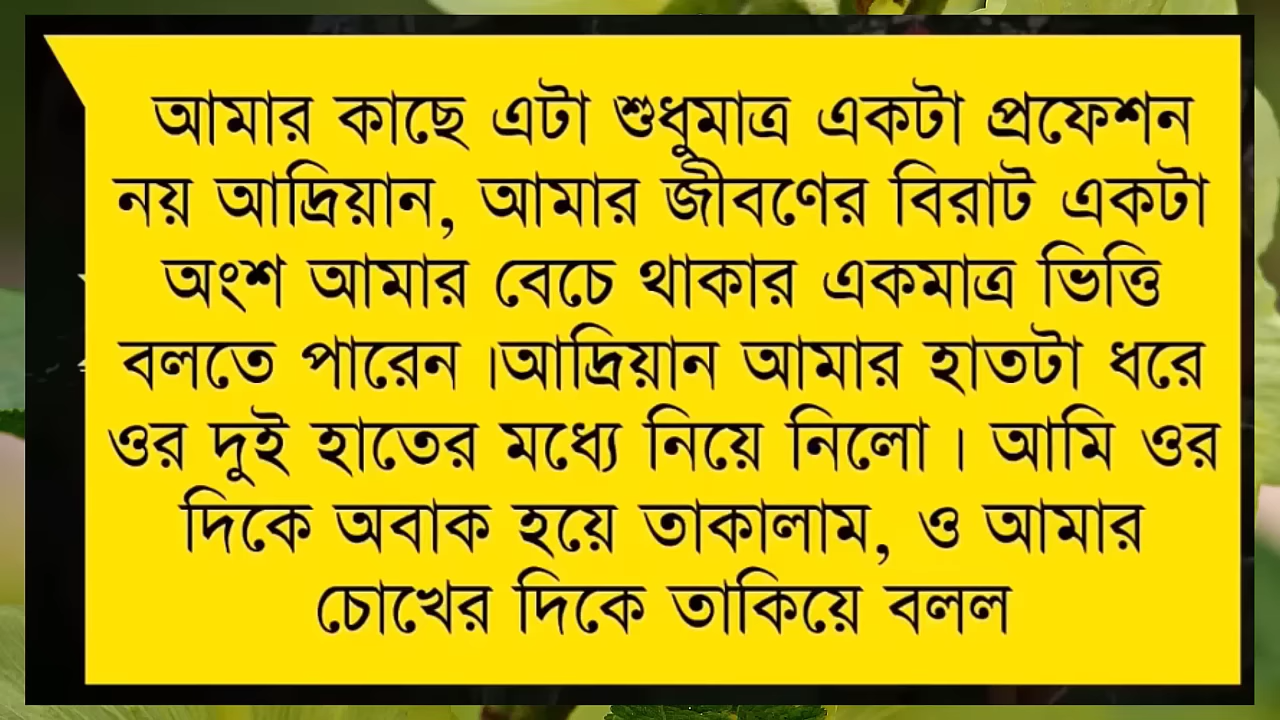 আমার কাছে এটা শুধুমাত্র একটা প্রফেশন
নয় আদ্রিয়ান, আমার জীবণের বিরাট একটা
অংশ আমার বেচে থাকার একমাত্র ভিত্তি
বলতে পারেন ।আদ্রিয়ান আমার হাতটা ধরে
ওর দুই হাতের মধ্যে নিয়ে নিলো । আমি ওর
দিকে অবাক হয়ে তাকালাম, ও আমার
চোখের দিকে তাকিয়ে বলল